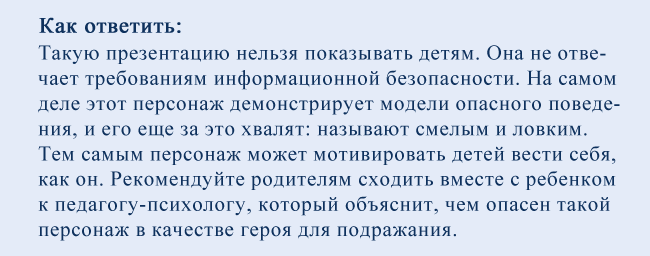 Как ответить:
Такую презентацию нельзя показывать детям. Она не отве-
чает требованиям информационной безопасности. На самом
деле этот персонаж демонстрирует модели опасного поведе-
ния, и его еще за это хвалят: называют смелым и ловким.
Тем самым персонаж может мотивировать детей вести себя,
как он. Рекомендуйте родителям сходить вместе с ребенком
к педагогу-психологу, который объяснит, чем опасен такой
персонаж в качестве героя для подражания.